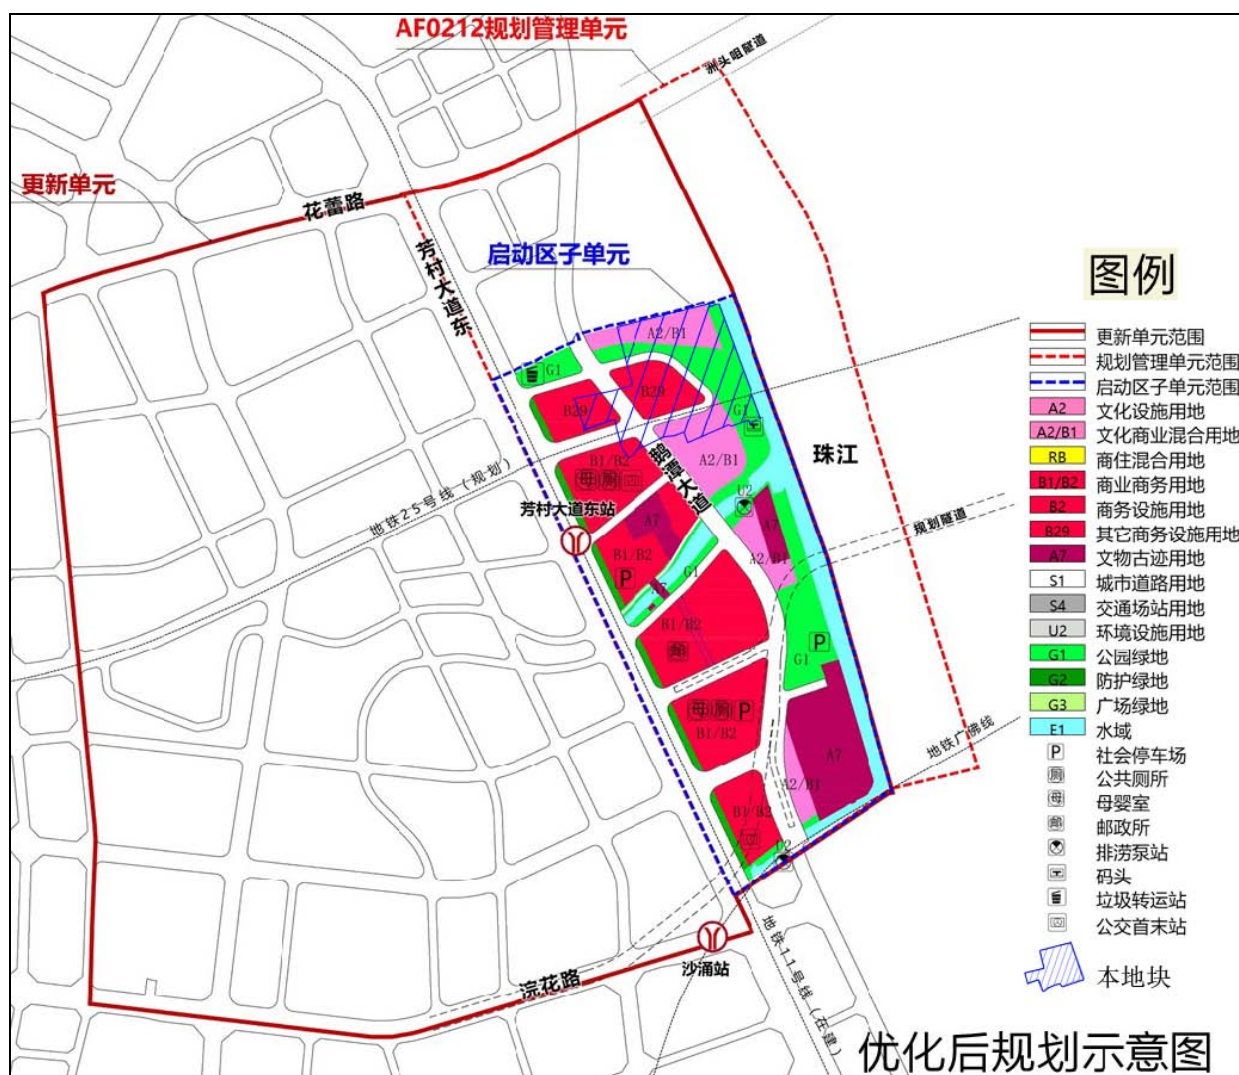 AF0212规划管理单元
洲头咀隧道
更新单元
花蕾路
芳村大道东
启动区子单元
A2/B1
G1
B29
B29
G1
A2/B1
珠江
鹅潭大道
B1/B2
母
厕
地铁25号线（规划）
芳村大道东站
U2
A7
A7
规划隧道
B1/B2
P
G1
A2/B1
A7
B1/B2
邮
P
G1
母
厕
P
B1/B2
A7
A2/B1
地铁广佛线
B1/B2
U2
沙涌站
浣花路
地铁11号线（在建）
图例
更新单元范围
规划管理单元范围
启动区子单元范围
A2 文化设施用地
A2/B1 文化商业混合用地
RB 商住混合用地
B1/B2 商业商务用地
B2 商务设施用地
B29 其它商务设施用地
A7 文物古迹用地
S1 城市道路用地
S4 交通场站用地
U2 环境设施用地
G1 公园绿地
G2 防护绿地
G3 广场绿地
E1 水域
P 社会停车场
厕 公共厕所
母 母婴室
邮 邮政所
排涝泵站
码头
垃圾转运站
公交首末站
本地块
优化后规划示意图